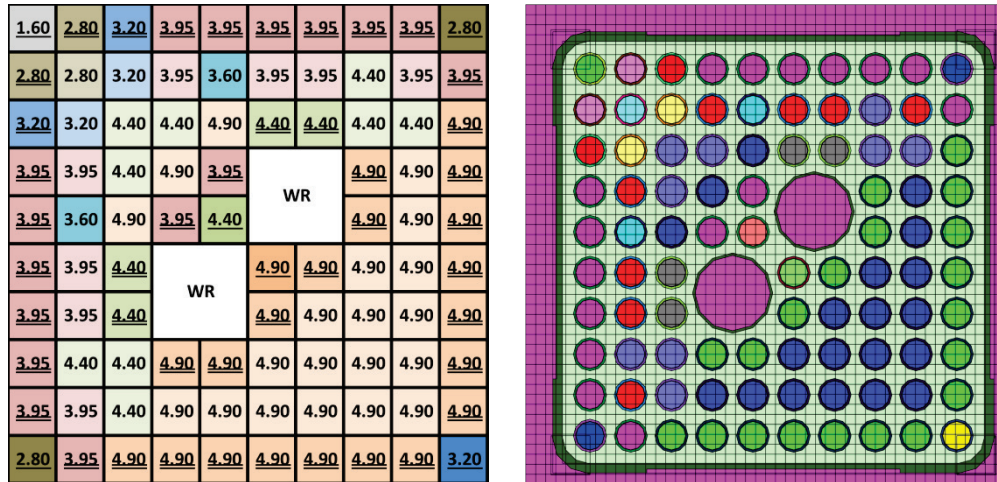 1.60 2.80 3.20 3.95 3.95 3.95 3.95 3.95 3.95 2.80
2.80 2.80 3.20 3.95 3.60 3.95 3.95 4.40 3.95 3.95
3.20 3.20 4.40 4.40 4.90 4.40 4.40 4.40 4.40 4.90
3.95 3.95 4.40 4.90 3.95 4.90 4.90 4.90
WR
3.95 3.60 4.90 3.95 4.40 4.90 4.90 4.90
3.95 3.95 4.40 4.90 4.90 4.90 4.90 4.90
WR
3.95 3.95 4.40 4.90 4.90 4.90 4.90 4.90
3.95 4.40 4.40 4.90 4.90 4.90 4.90 4.90 4.90 4.90
3.95 3.95 4.40 4.90 4.90 4.90 4.90 4.90 4.90 4.90
2.80 3.95 4.90 4.90 4.90 4.90 4.90 4.90 4.90 3.20